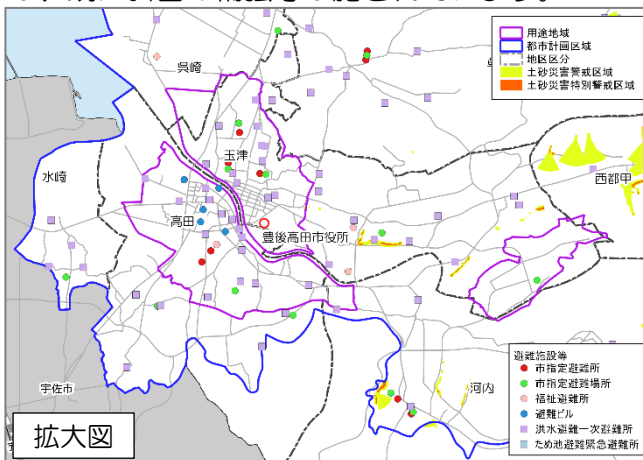 呉崎
用途地域
都市計画区域
地区区分
土砂災害警戒区域
土砂災害特別警戒区域
玉津
水崎
西部甲
高田
豊後高田市役所
避難施設等
市指定避難所
市指定避難場所
福祉避難所
避難ビル
洪水避難一次避難所
ため池避難緊急避難所
河内
宇佐市
拡大図